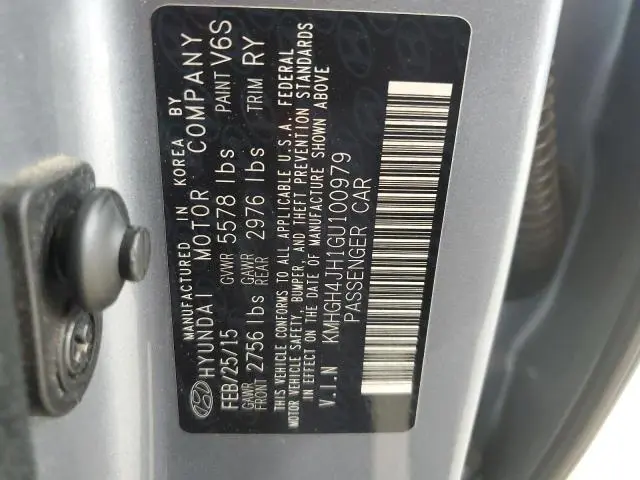 MANUFACTURED IN KOREA BY
HYUNDAI MOTOR COMPANY
FEB/25/15 GVWR 5578 lbs PAINT V6S
GAWR FRONT 2756 lbs GAWR REAR 2976 lbs TRIM RY
THIS VEHICLE CONFORMS TO ALL APPLICABLE U.S.A. FEDERAL
MOTOR VEHICLE SAFETY, BUMPER, AND THEFT PREVENTION STANDARDS
IN EFFECT ON THE DATE OF MANUFACTURE SHOWN ABOVE
V.I.N KMHGH4JH1GU100979
PASSENGER CAR